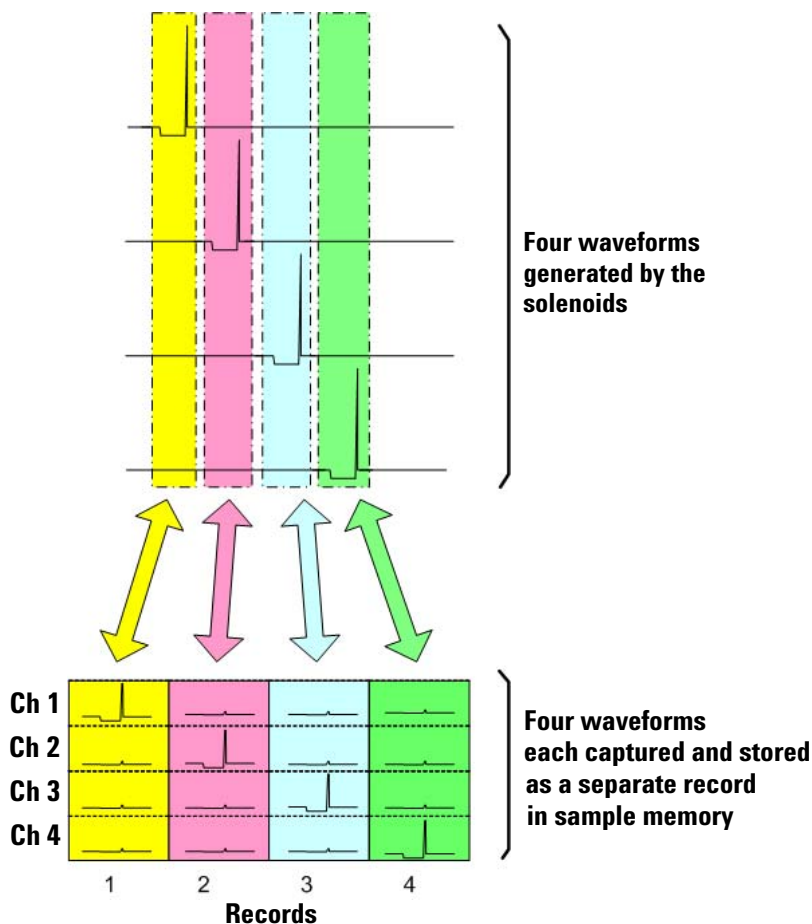 Four waveforms
generated by the
solenoids
Ch 1
Ch 2
Ch 3
Ch 4
Four waveforms
each captured and stored
as a separate record
in sample memory
1 2 3 4
Records